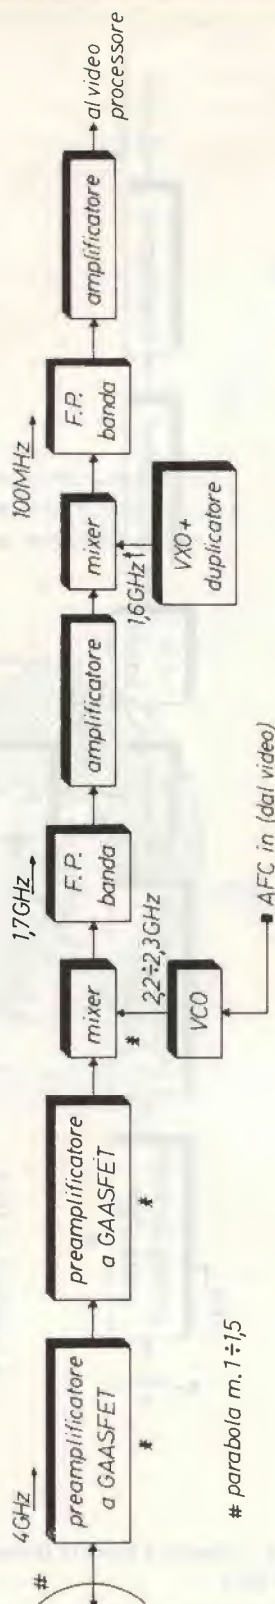 #
4GHz
preamplificatore
a GAASFET
*
preamplificatore
a GAASFET
*
mixer
*
2,2÷2,3GHz
VCO
AFC in (dal video)
1,7GHz
F.P.
banda
amplificatore
mixer
1,6GHz
VXO+
duplicatore
100MHz
F.P.
banda
amplificatore
al video
processore
# parabola m. 1÷1,5